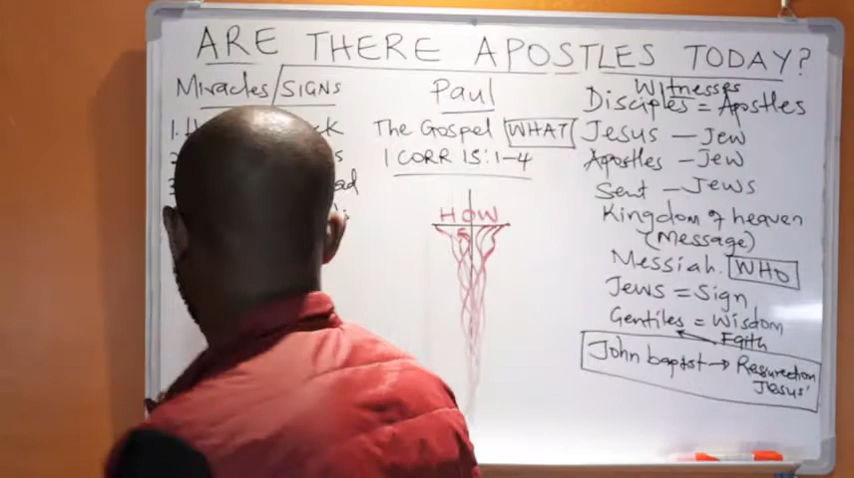 ARE THERE APOSTLES TODAY?
Miracles/SIGNS
1. H
Paul
The Gospel WHAT
1 CORR 15:1-4
HOW
Witnesses
Disciples = Apostles
Jesus - Jew
Apostles - Jew
Sent - Jews
Kingdom of heaven
(Message)
Messiah. WHO
Jews = Sign
Gentiles = Wisdom
Faith
John baptist → Resurection
Jesus'